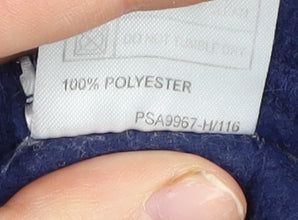 DO NOT TUMBLE DRY
100% POLYESTER
PSA9967-H/116